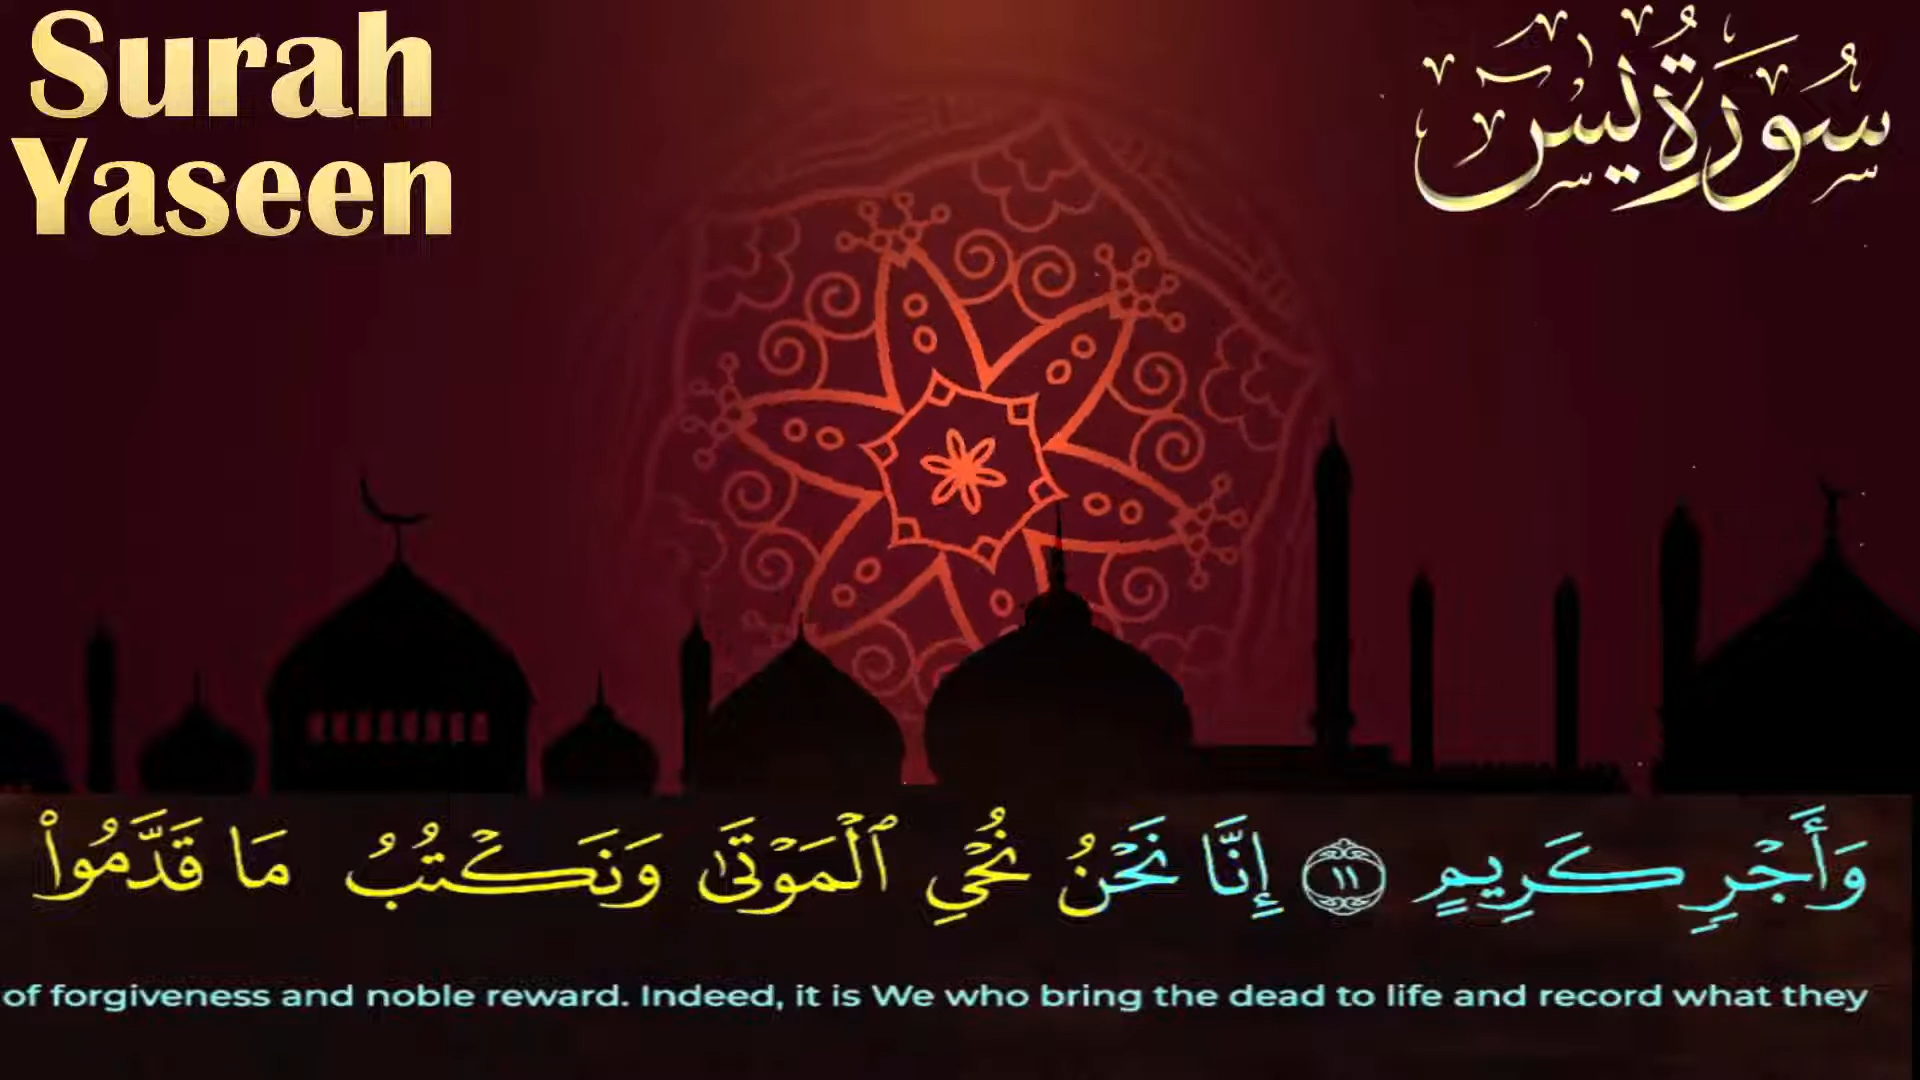 Surah
Yaseen
سُورَةُ يٰسٓ
وَأَجْرٍ كَرِيمٍ ١١ إِنَّا نَحْنُ نُحْيِ ٱلْمَوْتَىٰ وَنَكْتُبُ مَا قَدَّمُوا۟
of forgiveness and noble reward. Indeed, it is We who bring the dead to life and record what they